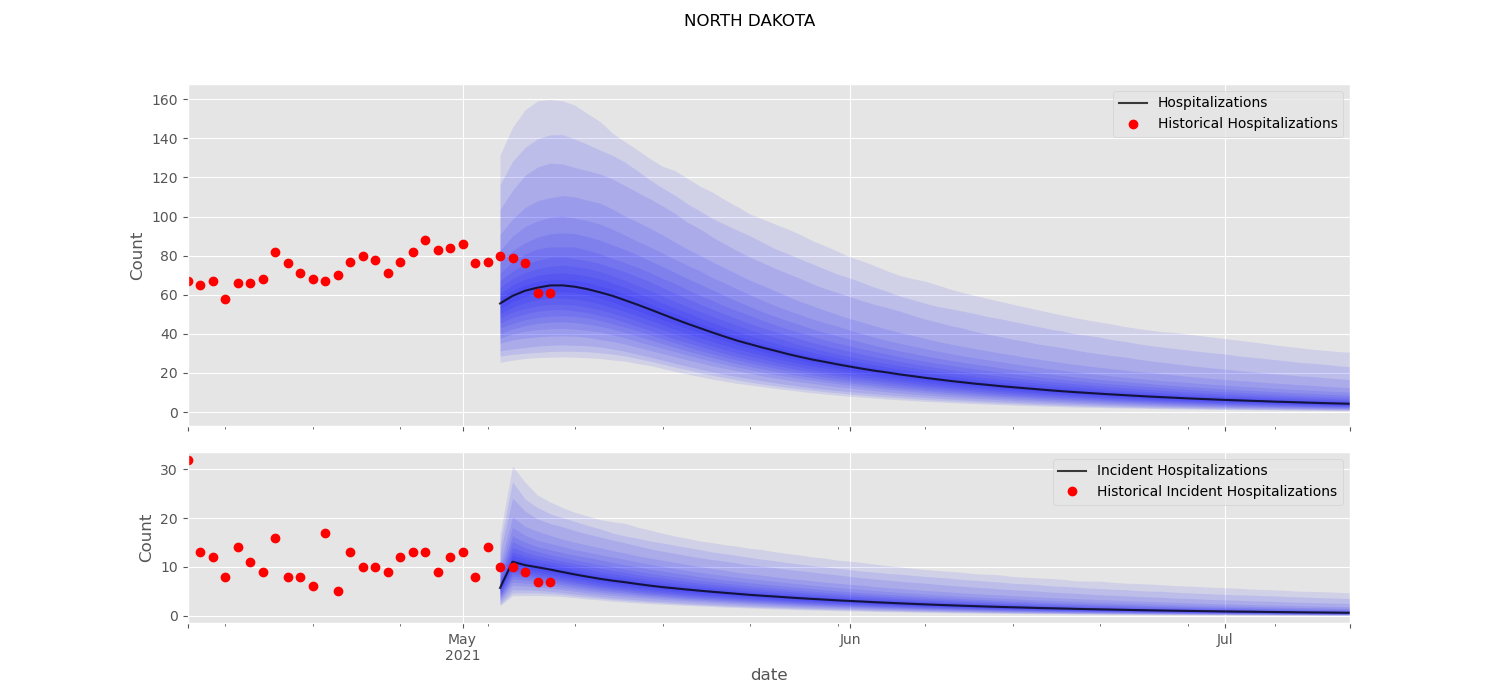 NORTH DAKOTA
160
140
120
100
80
60
40
20
0
Count
Hospitalizations
Historical Hospitalizations
30
20
10
0
Count
Incident Hospitalizations
Historical Incident Hospitalizations
May
2021
Jun
Jul
date